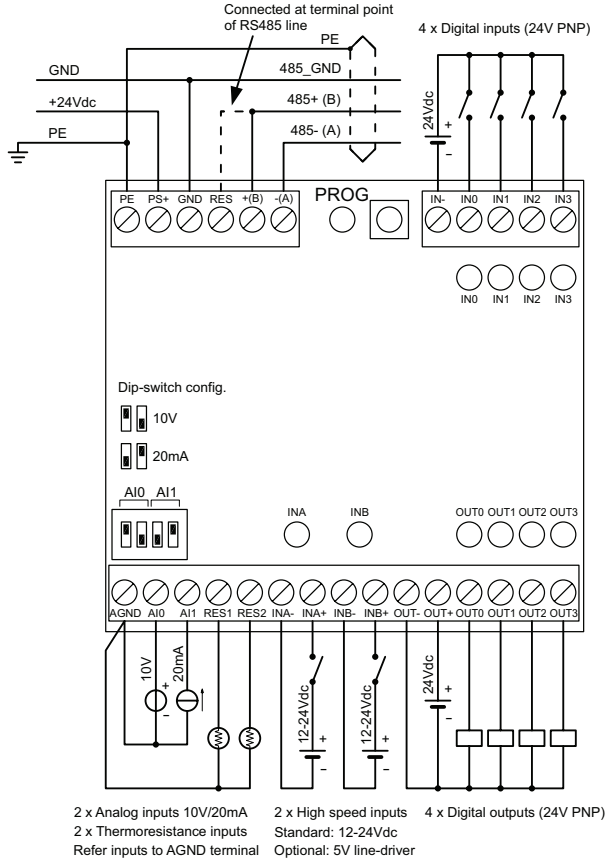 Connected at terminal point
of RS485 line
PE
4 x Digital inputs (24V PNP)
GND
485_GND
+24Vdc
485+ (B)
PE
485- (A)
24Vdc
+
−
PE PS+ GND RES +(B) -(A)
PROG
IN- IN0 IN1 IN2 IN3
IN0 IN1 IN2 IN3
Dip-switch config.
10V
20mA
AI0 AI1
INA INB
OUT0 OUT1 OUT2 OUT3
AGND AI0 AI1 RES1 RES2 INA- INA+ INB- INB+ OUT- OUT+ OUT0 OUT1 OUT2 OUT3
10V
+
−
20mA
12-24Vdc
+
−
12-24Vdc
+
−
24Vdc
+
−
2 x Analog inputs 10V/20mA
2 x Thermoresistance inputs
Refer inputs to AGND terminal
2 x High speed inputs
Standard: 12-24Vdc
Optional: 5V line-driver
4 x Digital outputs (24V PNP)